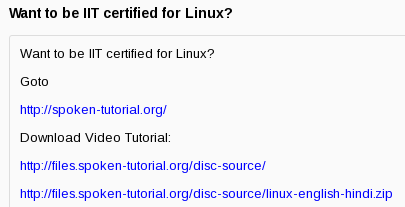 Want to be IIT certified for Linux?
Want to be IIT certified for Linux?
Goto
http://spoken-tutorial.org/
Download Video Tutorial:
http://files.spoken-tutorial.org/disc-source/
http://files.spoken-tutorial.org/disc-source/linux-english-hindi.zip